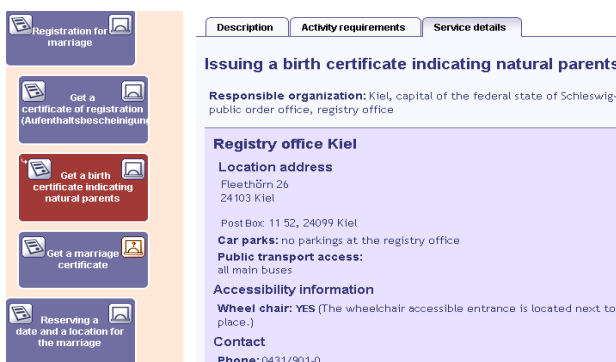 Registration for
marriage
Get a
certificate of registration
(Aufenthaltsbescheinigun
Get a birth
certificate indicating
natural parents
Get a marriage
certificate
Reserving a
date and a location for
the marriage
Description
Activity requirements
Service details
Issuing a birth certificate indicating natural parents
Responsible organization: Kiel, capital of the federal state of Schleswig-
public order office, registry office
Registry office Kiel
Location address
Fleethörn 26
24103 Kiel
Post Box: 11 52, 24099 Kiel
Car parks: no parkings at the registry office
Public transport access:
all main buses
Accessibility information
Wheel chair: YES (The wheelchair accessible entrance is located next to
place.)
Contact
Phone: 0431/901-0